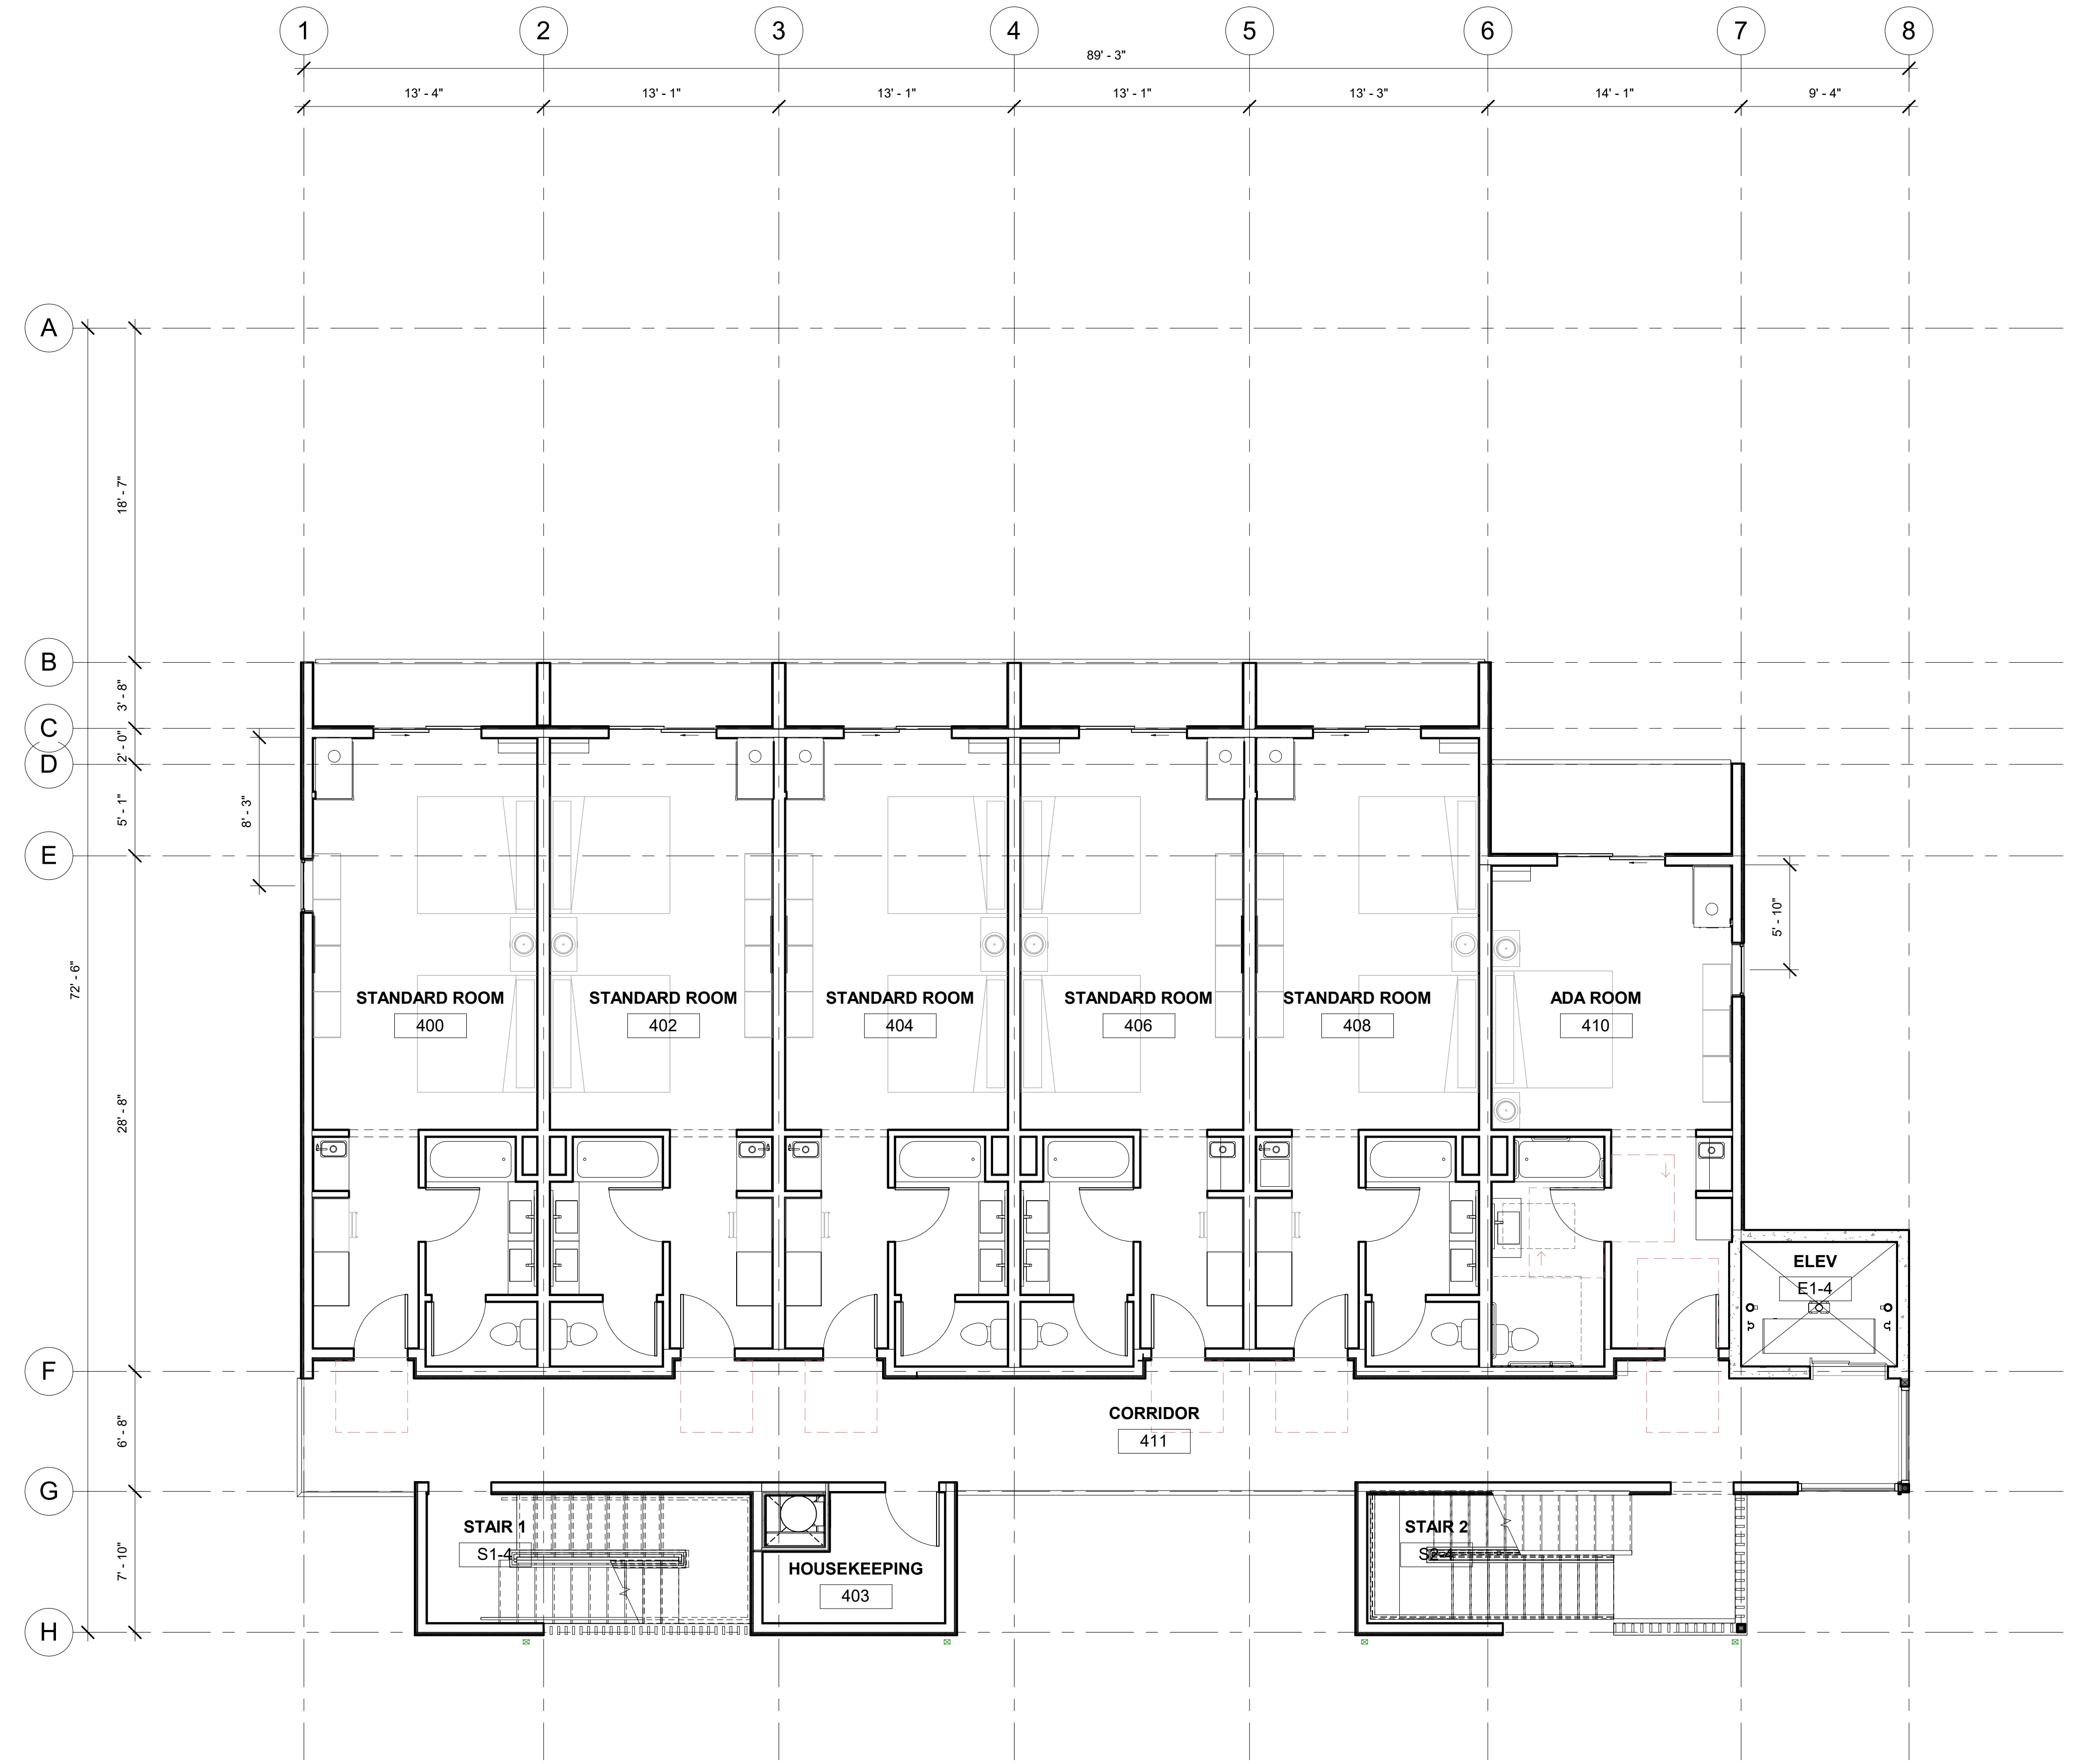 1 2 3 4 5 6 7 8
89' - 3"
13' - 4" 13' - 1" 13' - 1" 13' - 1" 13' - 3" 14' - 1" 9' - 4"
A
18' - 7"
B
3' - 8"
C
2' - 0"
D
5' - 1"
8' - 3"
E
5' - 10"
72' - 6"
STANDARD ROOM STANDARD ROOM STANDARD ROOM STANDARD ROOM STANDARD ROOM ADA ROOM
400 402 404 406 408 410
28' - 8"
ELEV
E1-4
F
CORRIDOR
411
6' - 8"
G
STAIR 1 STAIR 2
S1-4 S2-4
7' - 10"
HOUSEKEEPING
403
H